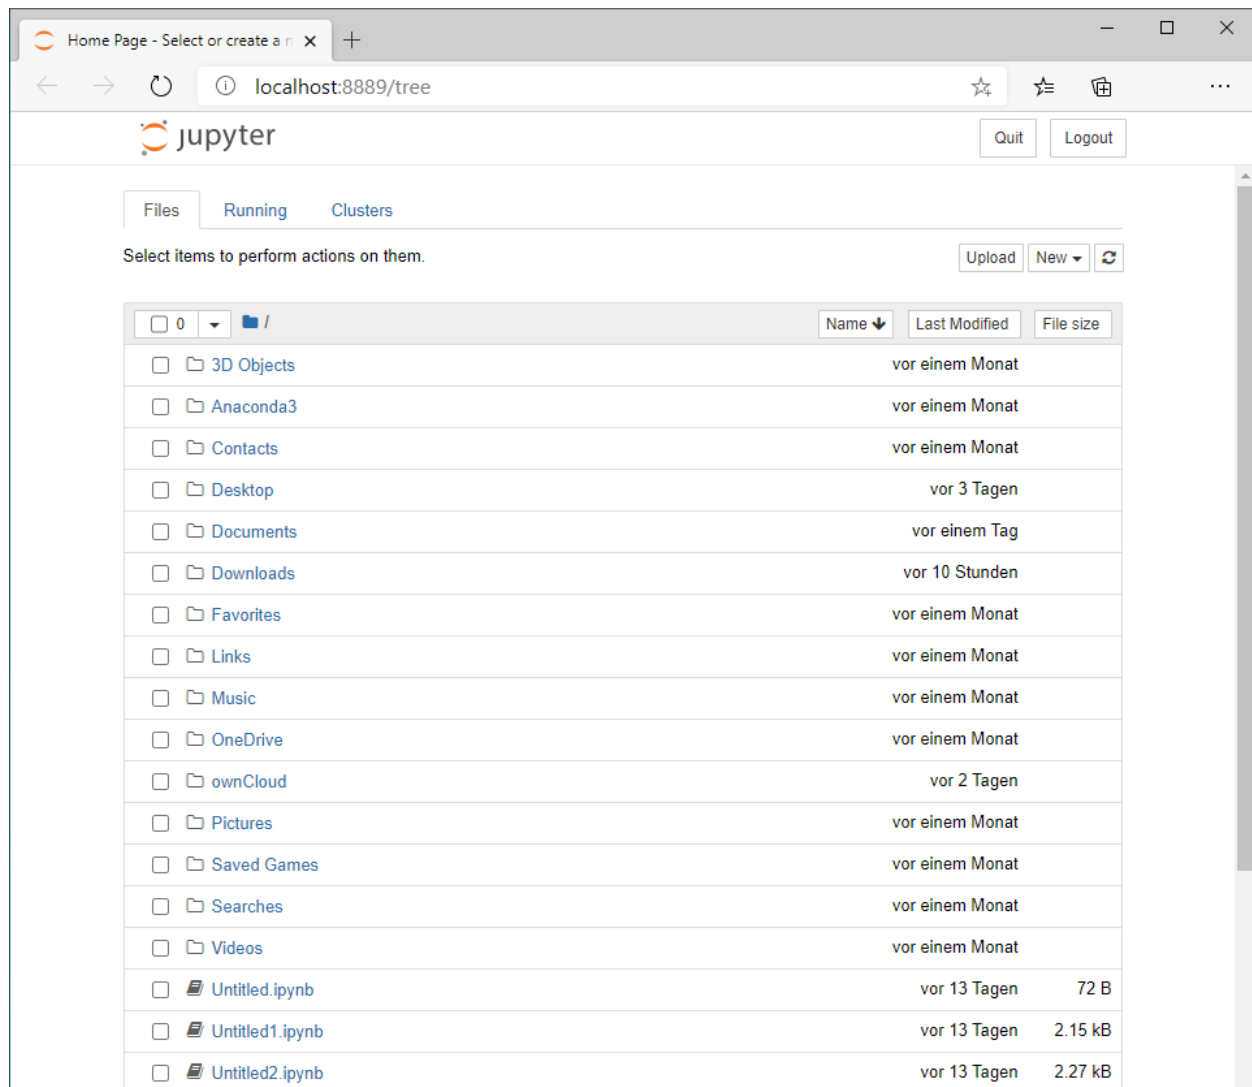 Home Page - Select or create a n
localhost:8889/tree
jupyter
Quit Logout
Files Running Clusters
Select items to perform actions on them.
Upload New
0 / Name Last Modified File size
3D Objects vor einem Monat
Anaconda3 vor einem Monat
Contacts vor einem Monat
Desktop vor 3 Tagen
Documents vor einem Tag
Downloads vor 10 Stunden
Favorites vor einem Monat
Links vor einem Monat
Music vor einem Monat
OneDrive vor einem Monat
ownCloud vor 2 Tagen
Pictures vor einem Monat
Saved Games vor einem Monat
Searches vor einem Monat
Videos vor einem Monat
Untitled.ipynb vor 13 Tagen 72 B
Untitled1.ipynb vor 13 Tagen 2.15 kB
Untitled2.ipynb vor 13 Tagen 2.27 kB